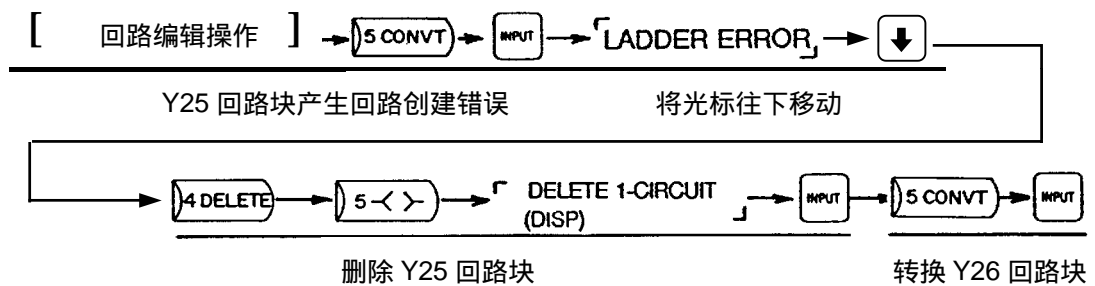 [ 回路编辑操作 ] 5 CONVT INPUT 「LADDER ERROR」
Y25 回路块产生回路创建错误 将光标往下移动
4 DELETE 5 「 DELETE 1-CIRCUIT (DISP) 」 INPUT 5 CONVT INPUT
删除 Y25 回路块 转换 Y26 回路块